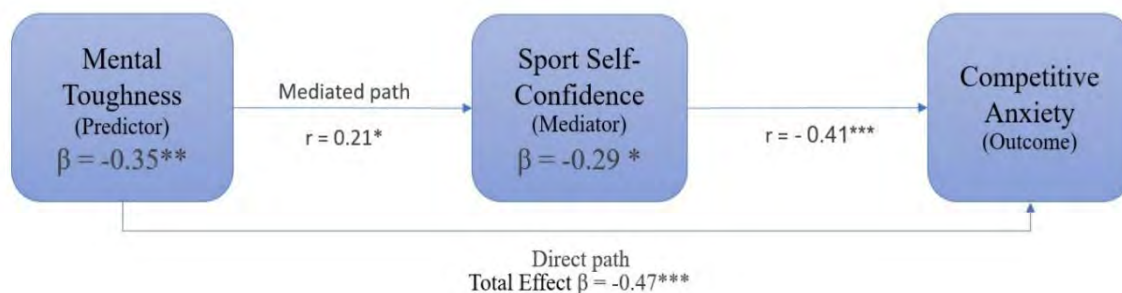 Mental
Toughness
(Predictor)
β = -0.35**
Mediated path
r = 0.21*
Sport Self-
Confidence
(Mediator)
β = -0.29 *
r = - 0.41***
Competitive
Anxiety
(Outcome)
Direct path
Total Effect β = -0.47***